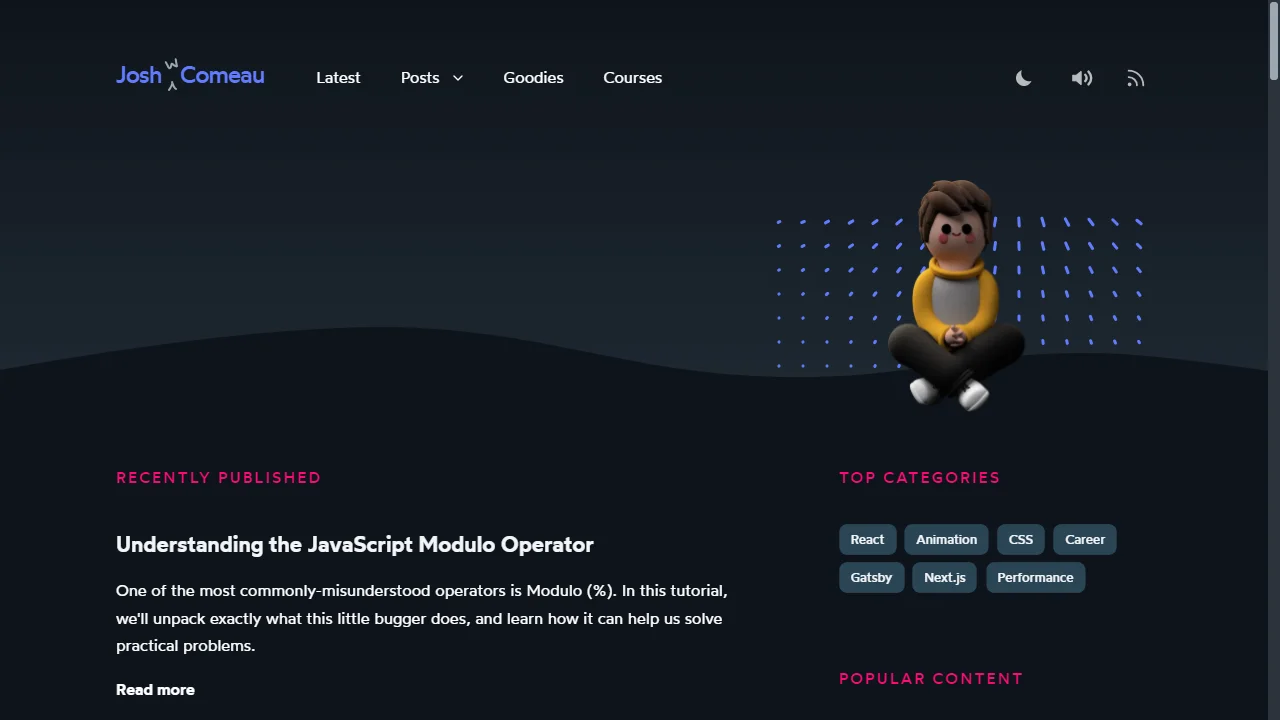 Josh W Comeau
Latest
Posts
Goodies
Courses
RECENTLY PUBLISHED
Understanding the JavaScript Modulo Operator
One of the most commonly-misunderstood operators is Modulo (%). In this tutorial,
we'll unpack exactly what this little bugger does, and learn how it can help us solve
practical problems.
Read more
TOP CATEGORIES
React
Animation
CSS
Career
Gatsby
Next.js
Performance
POPULAR CONTENT